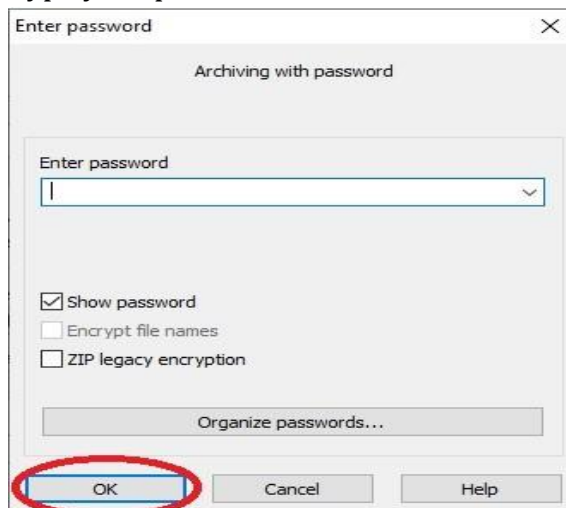 Enter password
Archiving with password
Enter password
Show password
Encrypt file names
ZIP legacy encryption
Organize passwords...
OK Cancel Help